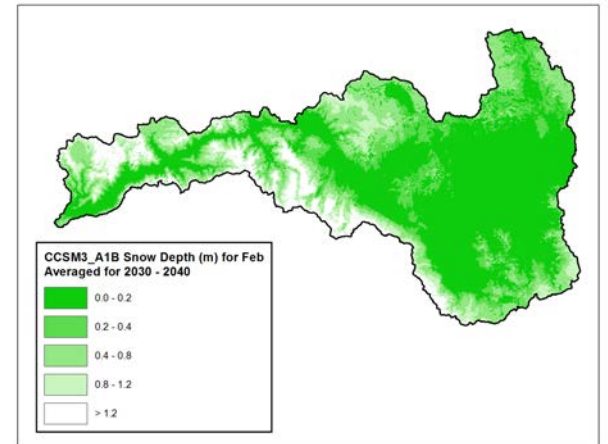 CCSM3_A1B Snow Depth (m) for Feb
Averaged for 2030 - 2040
0.0 - 0.2
0.2 - 0.4
0.4 - 0.8
0.8 - 1.2
> 1.2